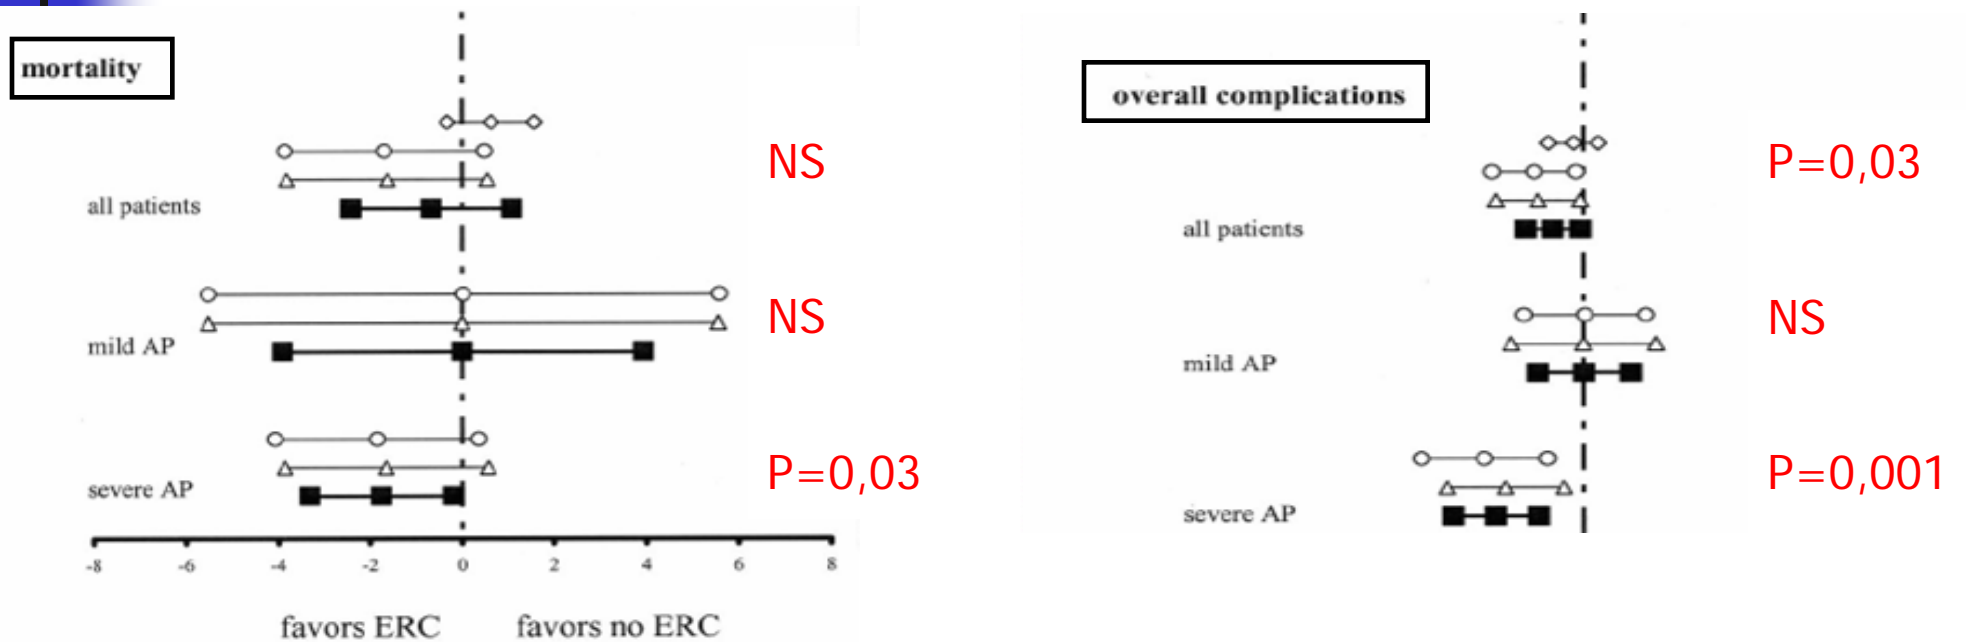 mortality
NS
all patients
NS
mild AP
P=0,03
severe AP
-8 -6 -4 -2 0 2 4 6 8
favors ERC favors no ERC
overall complications
P=0,03
all patients
NS
mild AP
P=0,001
severe AP